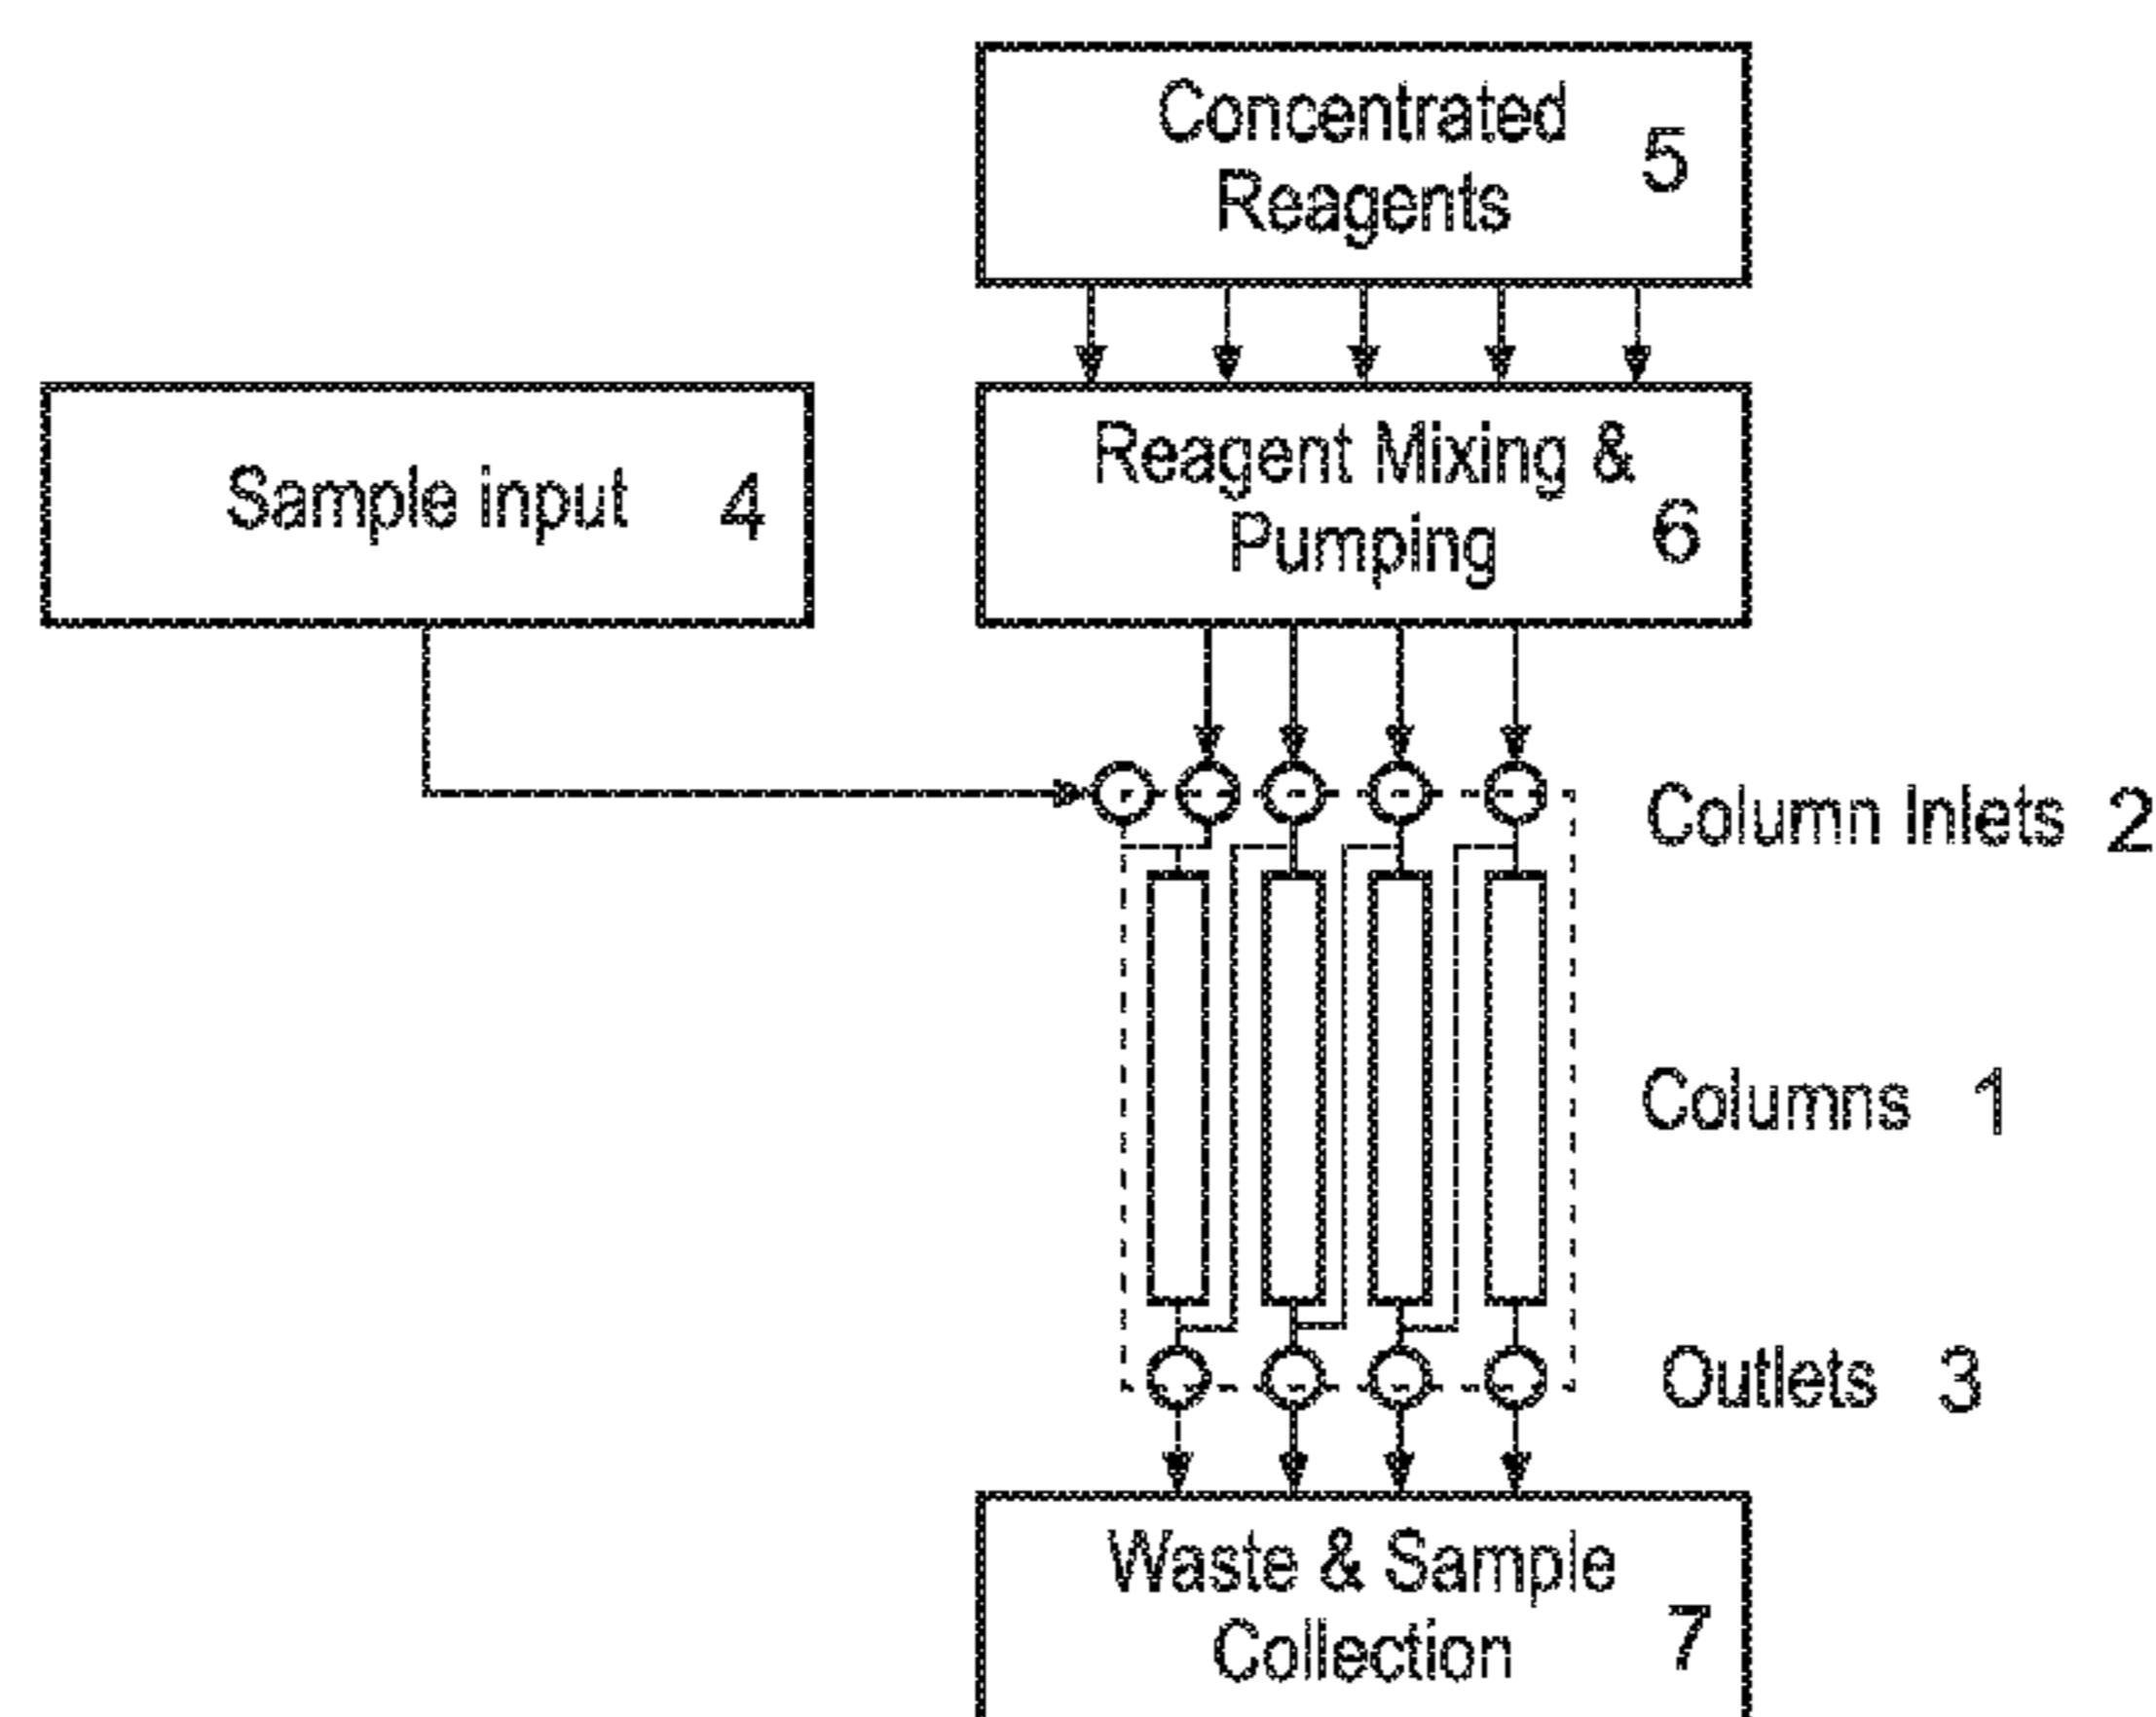 Concentrated
Reagents 5
Reagent Mixing &
Pumping 6
Sample input 4
Column Inlets 2
Columns 1
Outlets 3
Waste & Sample
Collection 7